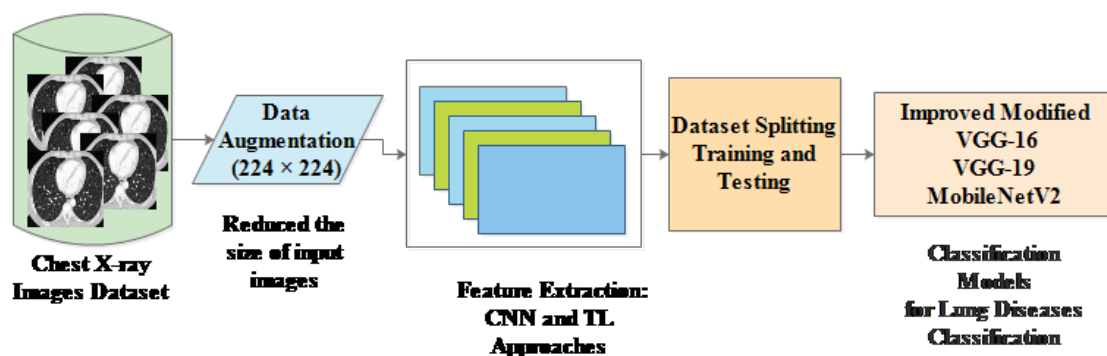 Chest X-ray
Images Dataset
Data
Augmentation
(224 × 224)
Reduced the
size of input
images
Feature Extraction:
CNN and TL
Approaches
Dataset Splitting
Training and
Testing
Improved Modified
VGG-16
VGG-19
MobileNetV2
Classification
Models
for Lung Diseases
Classification